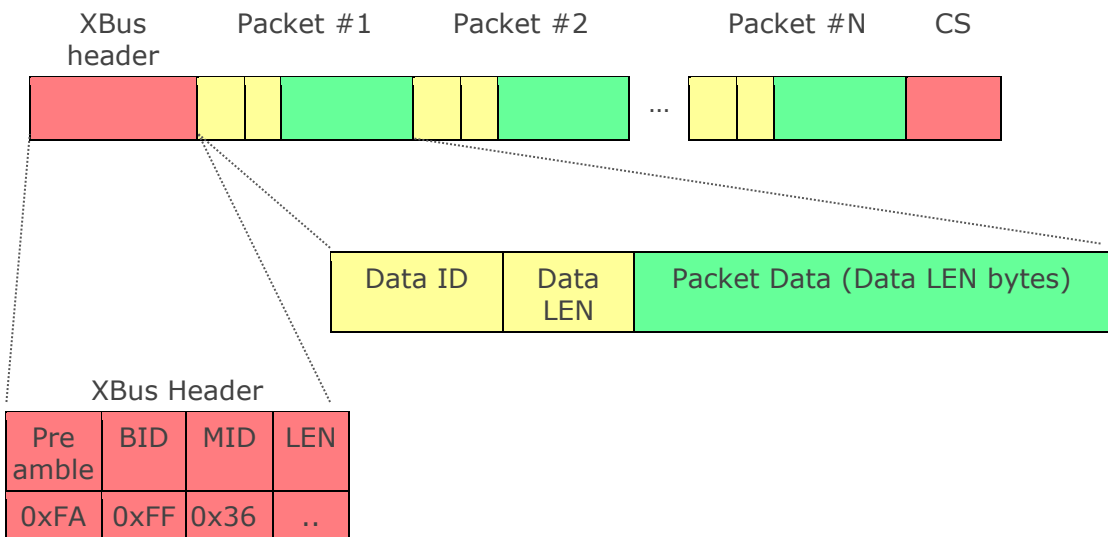 XBus
header
Packet #1
Packet #2
Packet #N
CS
...
Data ID
Data
LEN
Packet Data (Data LEN bytes)
XBus Header
Pre
amble
BID
MID
LEN
0xFA
0xFF
0x36
..